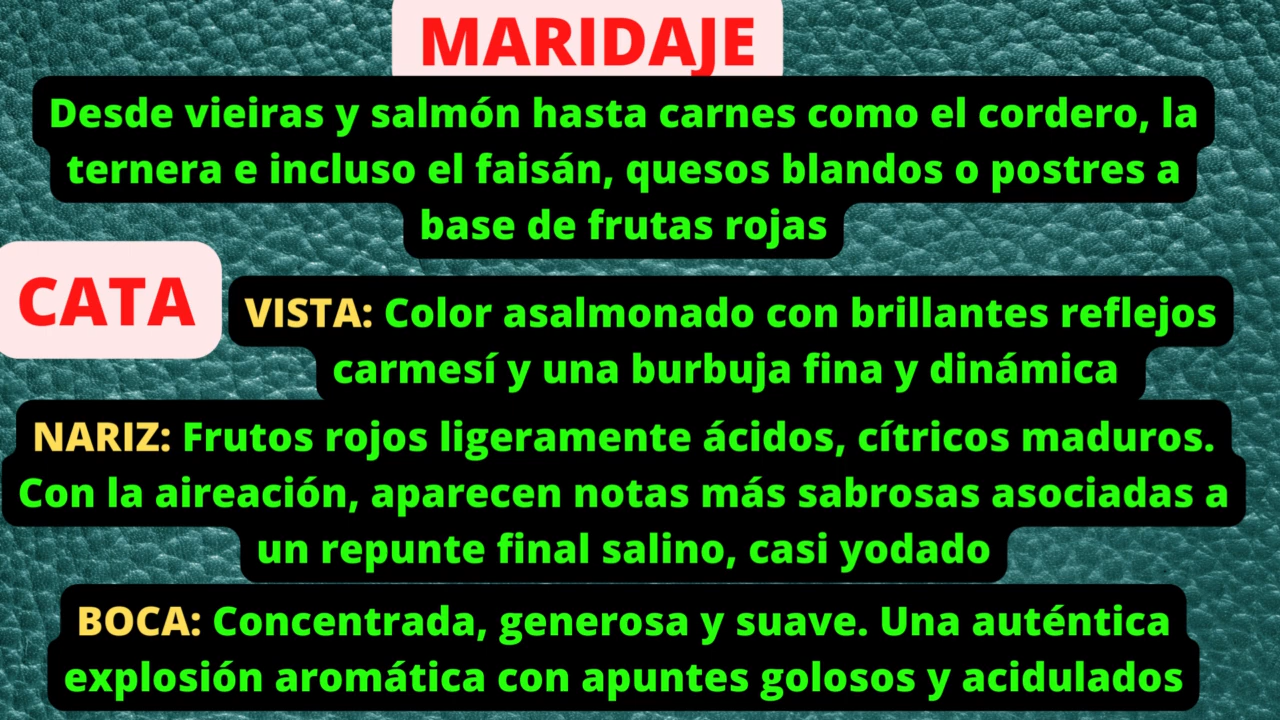 MARIDAJE
Desde vieiras y salmón hasta carnes como el cordero, la
ternera e incluso el faisán, quesos blandos o postres a
base de frutas rojas
CATA
VISTA: Color asalmonado con brillantes reflejos
carmesí y una burbuja fina y dinámica
NARIZ: Frutos rojos ligeramente ácidos, cítricos maduros.
Con la aireación, aparecen notas más sabrosas asociadas a
un repunte final salino, casi yodado
BOCA: Concentrada, generosa y suave. Una auténtica
explosión aromática con apuntes golosos y acidulados